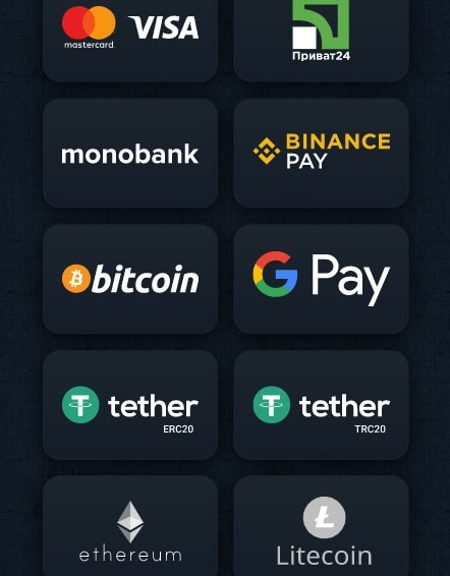 mastercard.
VISA
Приват24
monobank
BINANCE
PAY
bitcoin
G Pay
tether
ERC20
tether
TRC20
ethereum
Litecoin